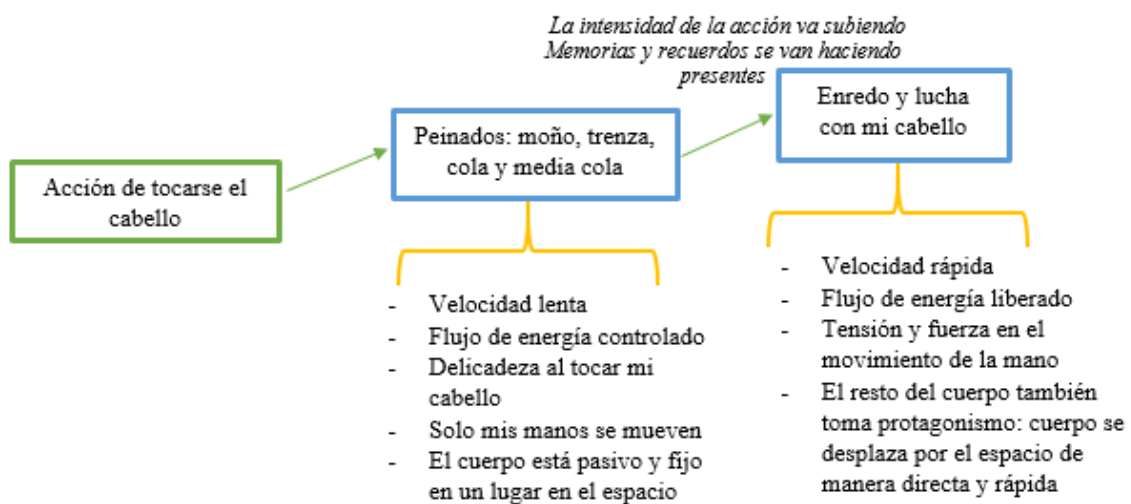 La intensidad de la acción va subiendo
Memorias y recuerdos se van haciendo
presentes
Acción de tocarse el
cabello
Peinados: moño, trenza,
cola y media cola
Enredo y lucha
con mi cabello
- Velocidad lenta
- Flujo de energía controlado
- Delicadeza al tocar mi
cabello
- Solo mis manos se mueven
- El cuerpo está pasivo y fijo
en un lugar en el espacio
- Velocidad rápida
- Flujo de energía liberado
- Tensión y fuerza en el
movimiento de la mano
- El resto del cuerpo también
toma protagonismo: cuerpo se
desplaza por el espacio de
manera directa y rápida